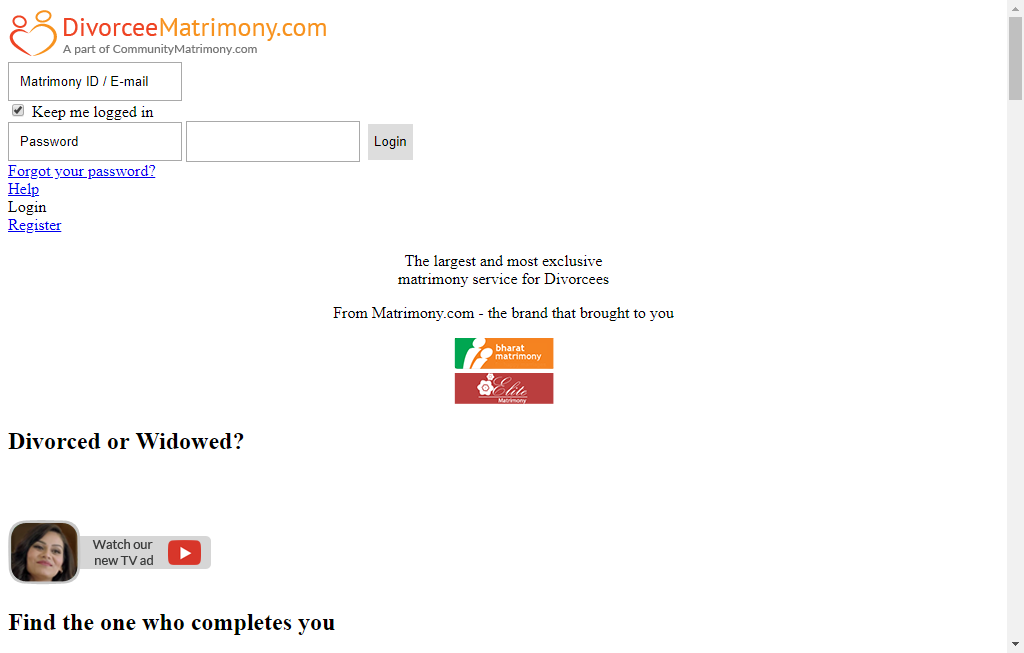 DivorceeMatrimony.com
A part of CommunityMatrimony.com
Matrimony ID / E-mail
Keep me logged in
Password
Login
Forgot your password?
Help
Login
Register
The largest and most exclusive
matrimony service for Divorcees
From Matrimony.com - the brand that brought to you
bharat
matrimony
Elite
Matrimony
Divorced or Widowed?
Watch our
new TV ad
Find the one who completes you